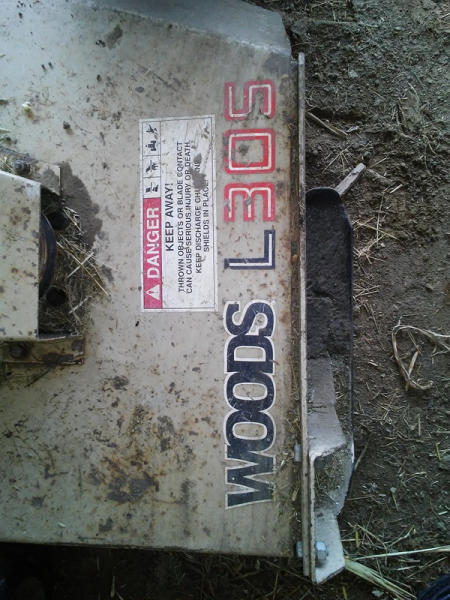 DANGER
KEEP AWAY!
THROWN OBJECTS OR BLADE CONTACT
CAN CAUSE SERIOUS INJURY OR DEATH.
KEEP DISCHARGE
SHIELDS IN PLACE
WOODS L305